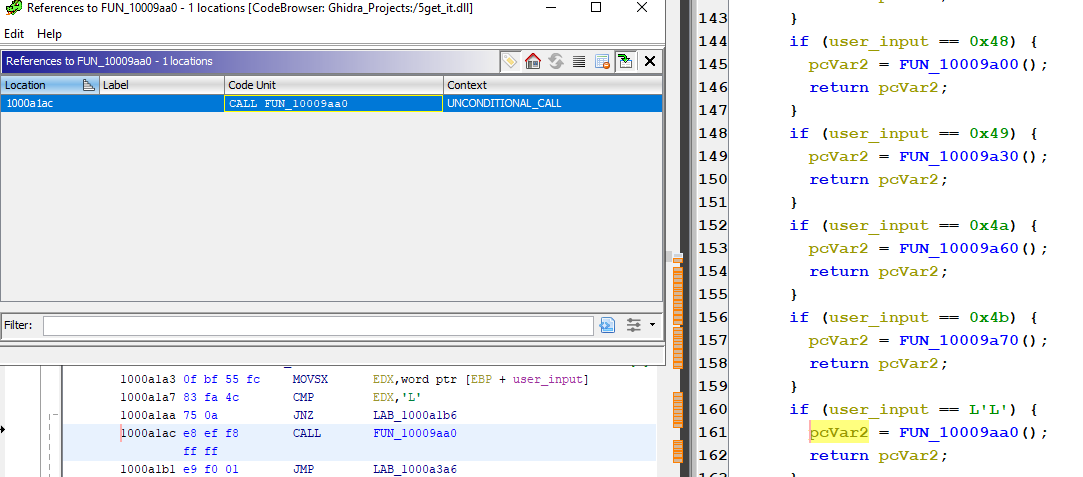 References to FUN_10009aa0 - 1 locations [CodeBrowser: Ghidra_Projects:/5get_it.dll]
Edit Help
References to FUN_10009aa0 - 1 locations
Location Label Code Unit Context
1000a1ac CALL FUN_10009aa0 UNCONDITIONAL_CALL
Filter:
1000a1a3 0f bf 55 fc MOVSX EDX,word ptr [EBP + user_input]
1000a1a7 83 fa 4c CMP EDX,'L'
1000a1aa 75 0a JNZ LAB_1000a1b6
1000a1ac e8 ef f8 CALL FUN_10009aa0
ff ff
1000a1b1 e9 f0 01 JMP LAB_1000a3a6
143 }
144 if (user_input == 0x48) {
145 pcVar2 = FUN_10009a00();
146 return pcVar2;
147 }
148 if (user_input == 0x49) {
149 pcVar2 = FUN_10009a30();
150 return pcVar2;
151 }
152 if (user_input == 0x4a) {
153 pcVar2 = FUN_10009a60();
154 return pcVar2;
155 }
156 if (user_input == 0x4b) {
157 pcVar2 = FUN_10009a70();
158 return pcVar2;
159 }
160 if (user_input == L'L') {
161 pcVar2 = FUN_10009aa0();
162 return pcVar2;